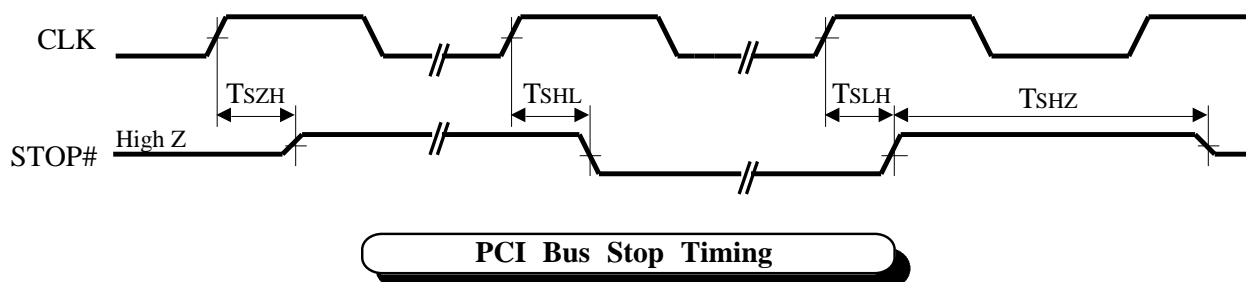 CLK
TSZH
TSHL
TSLH
TSHZ
High Z
STOP#
PCI Bus Stop Timing